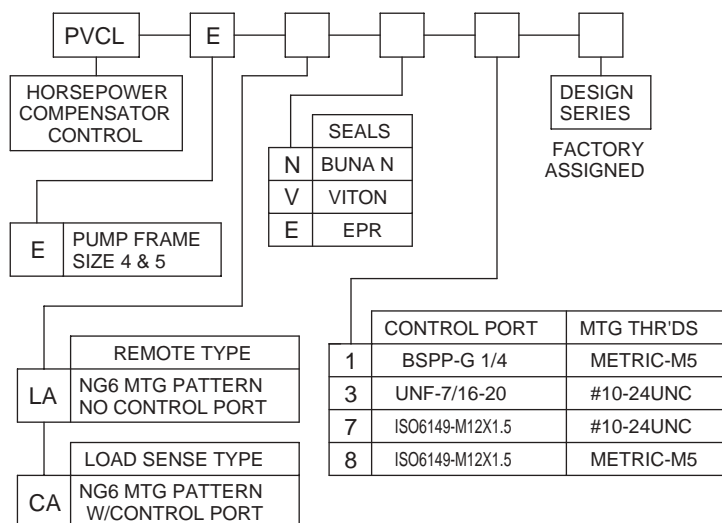 PVCL E
HORSEPOWER
COMPENSATOR
CONTROL
DESIGN
SERIES
FACTORY
ASSIGNED
SEALS
N BUNA N
V VITON
E EPR
E PUMP FRAME
SIZE 4 & 5
REMOTE TYPE
LA NG6 MTG PATTERN
NO CONTROL PORT
LOAD SENSE TYPE
CA NG6 MTG PATTERN
W/CONTROL PORT
CONTROL PORT MTG THR'DS
1 BSPP-G 1/4 METRIC-M5
3 UNF-7/16-20 #10-24UNC
7 ISO6149-M12X1.5 #10-24UNC
8 ISO6149-M12X1.5 METRIC-M5